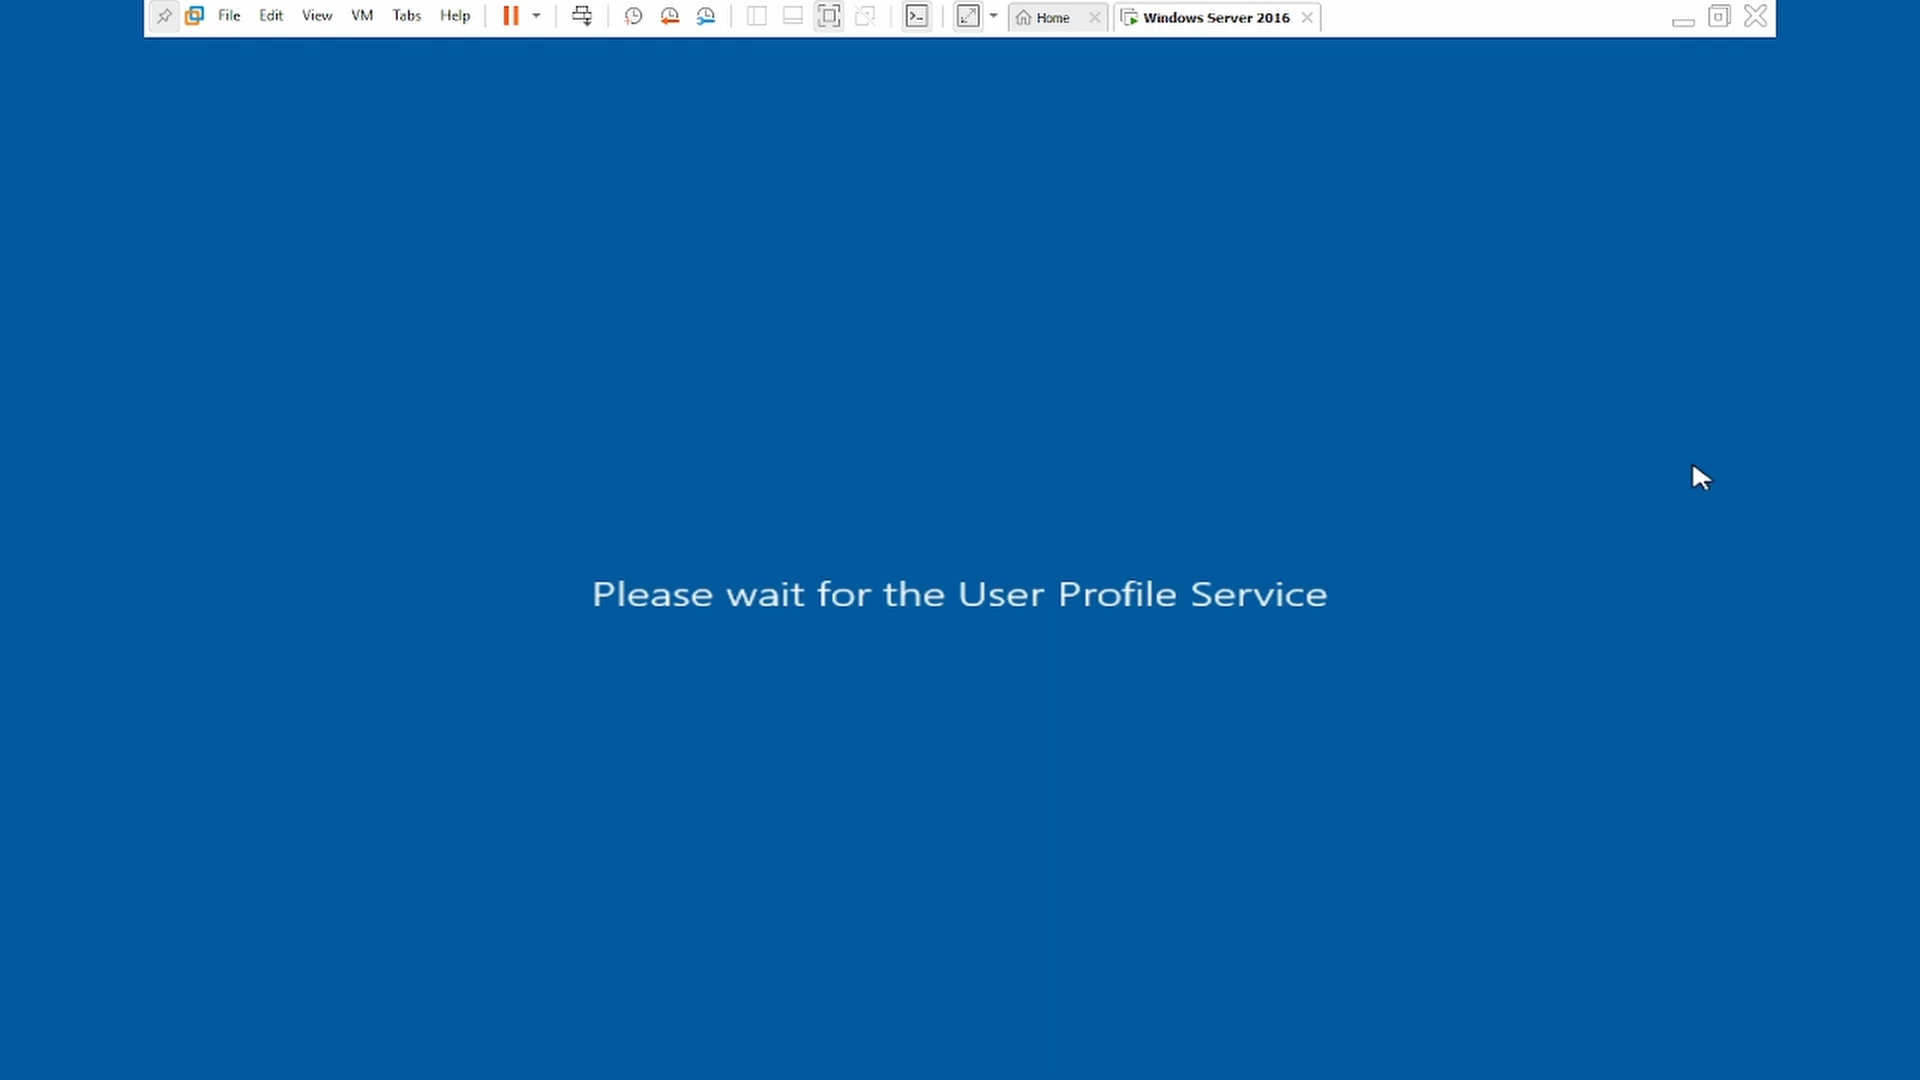 File Edit View VM Tabs Help Home Windows Server 2016
Please wait for the User Profile Service